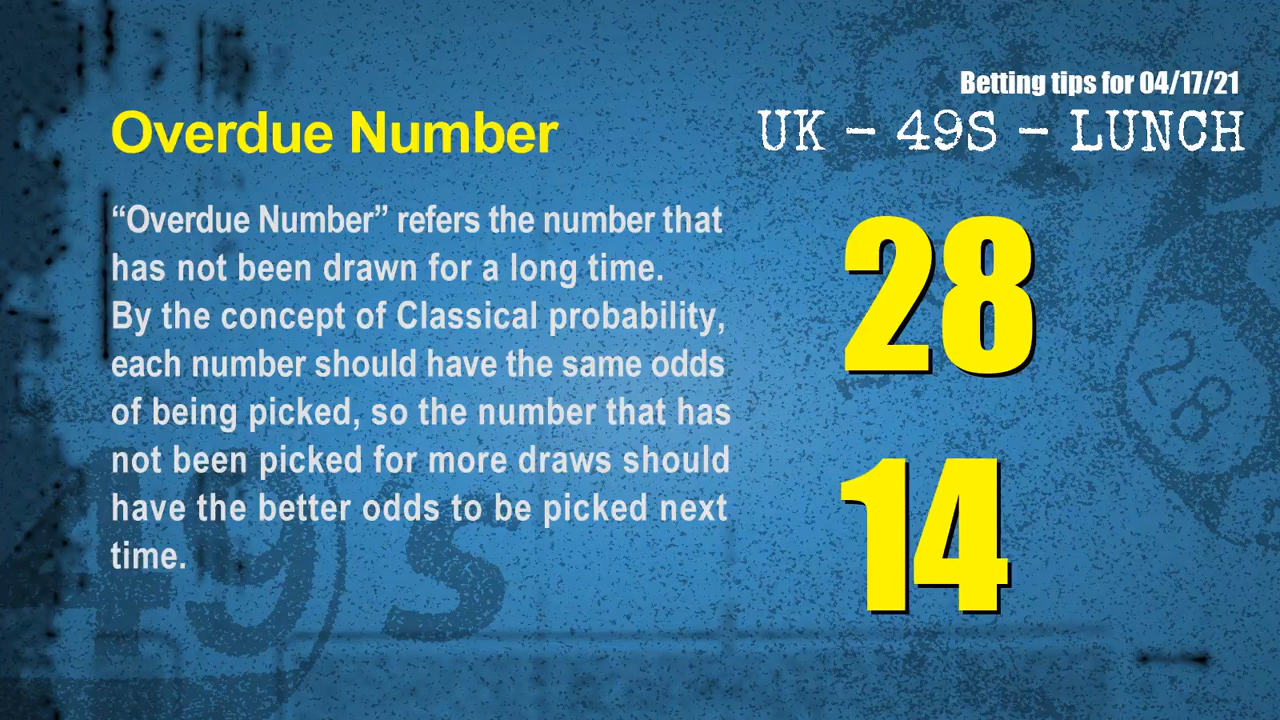 Betting tips for 04/17/21
UK - 49S - LUNCH
Overdue Number
“Overdue Number” refers the number that
has not been drawn for a long time.
By the concept of Classical probability,
each number should have the same odds
of being picked, so the number that has
not been picked for more draws should
have the better odds to be picked next
time.
28
14
28
49s